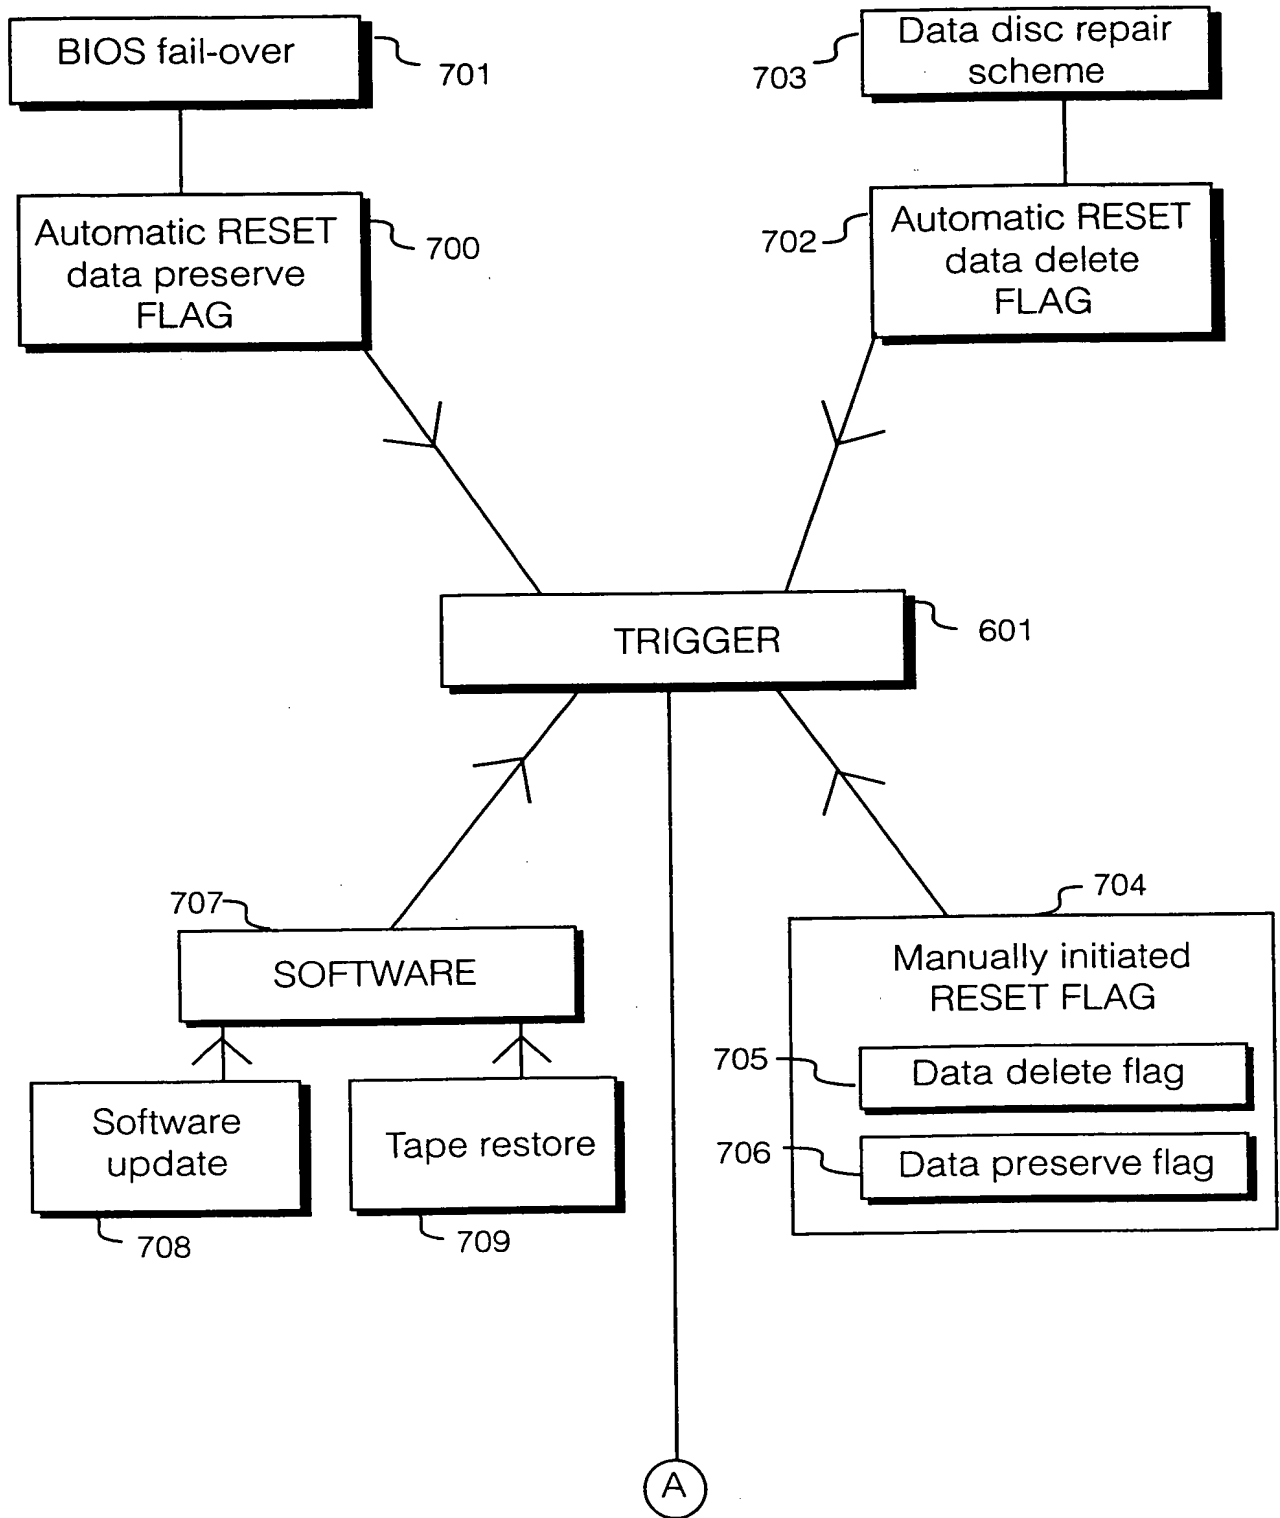 BIOS fail-over
701
Data disc repair
scheme
703
Automatic RESET
data preserve
FLAG
700
702
Automatic RESET
data delete
FLAG
TRIGGER
601
707
SOFTWARE
704
Manually initiated
RESET FLAG
705
Data delete flag
706
Data preserve flag
Software
update
708
Tape restore
709
A